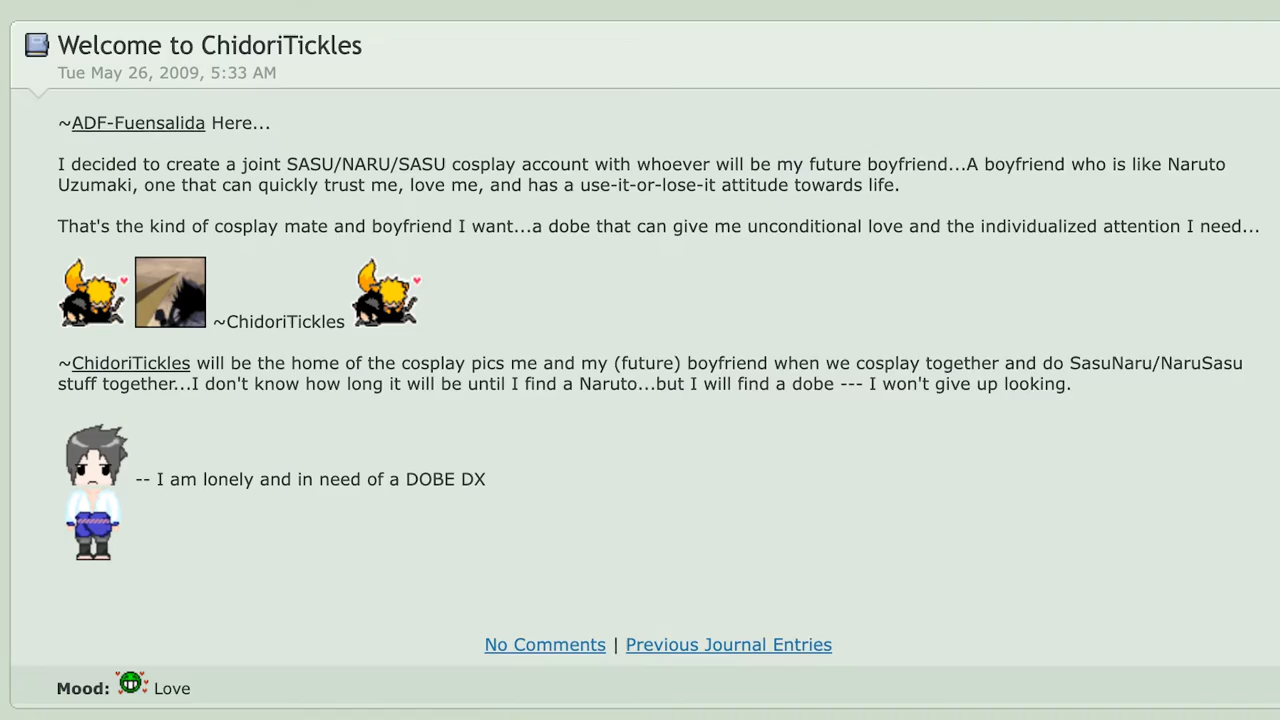 Welcome to ChidoriTickles
Tue May 26, 2009, 5:33 AM
~ADF-Fuensalida Here...
I decided to create a joint SASU/NARU/SASU cosplay account with whoever will be my future boyfriend...A boyfriend who is like Naruto
Uzumaki, one that can quickly trust me, love me, and has a use-it-or-lose-it attitude towards life.
That's the kind of cosplay mate and boyfriend I want...a dobe that can give me unconditional love and the individualized attention I need...
~ChidoriTickles
~ChidoriTickles will be the home of the cosplay pics me and my (future) boyfriend when we cosplay together and do SasuNaru/NaruSasu
stuff together...I don't know how long it will be until I find a Naruto...but I will find a dobe --- I won't give up looking.
-- I am lonely and in need of a DOBE DX
No Comments | Previous Journal Entries
Mood: Love